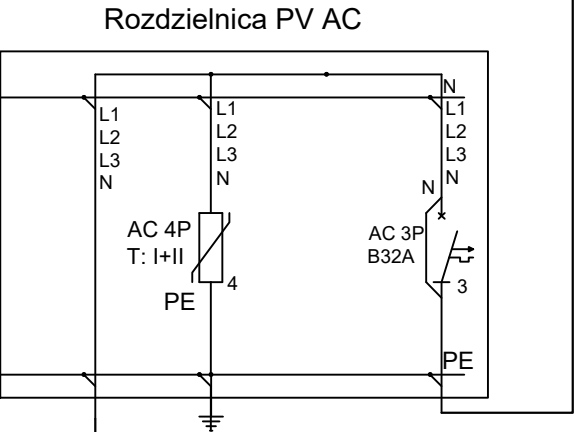 Rozdzielnica PV AC
N
L1
L2
L3
N
L1
L2
L3
N
L1
L2
L3
N
N
AC 4P
T: I+II
4
PE
AC 3P
B32A
3
PE